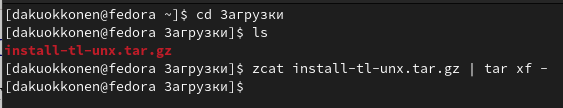 [dakuokkonen@fedora ~]$ cd Загрузки
[dakuokkonen@fedora Загрузки]$ ls
install-tl-unx.tar.gz
[dakuokkonen@fedora Загрузки]$ zcat install-tl-unx.tar.gz | tar xf -
[dakuokkonen@fedora Загрузки]$